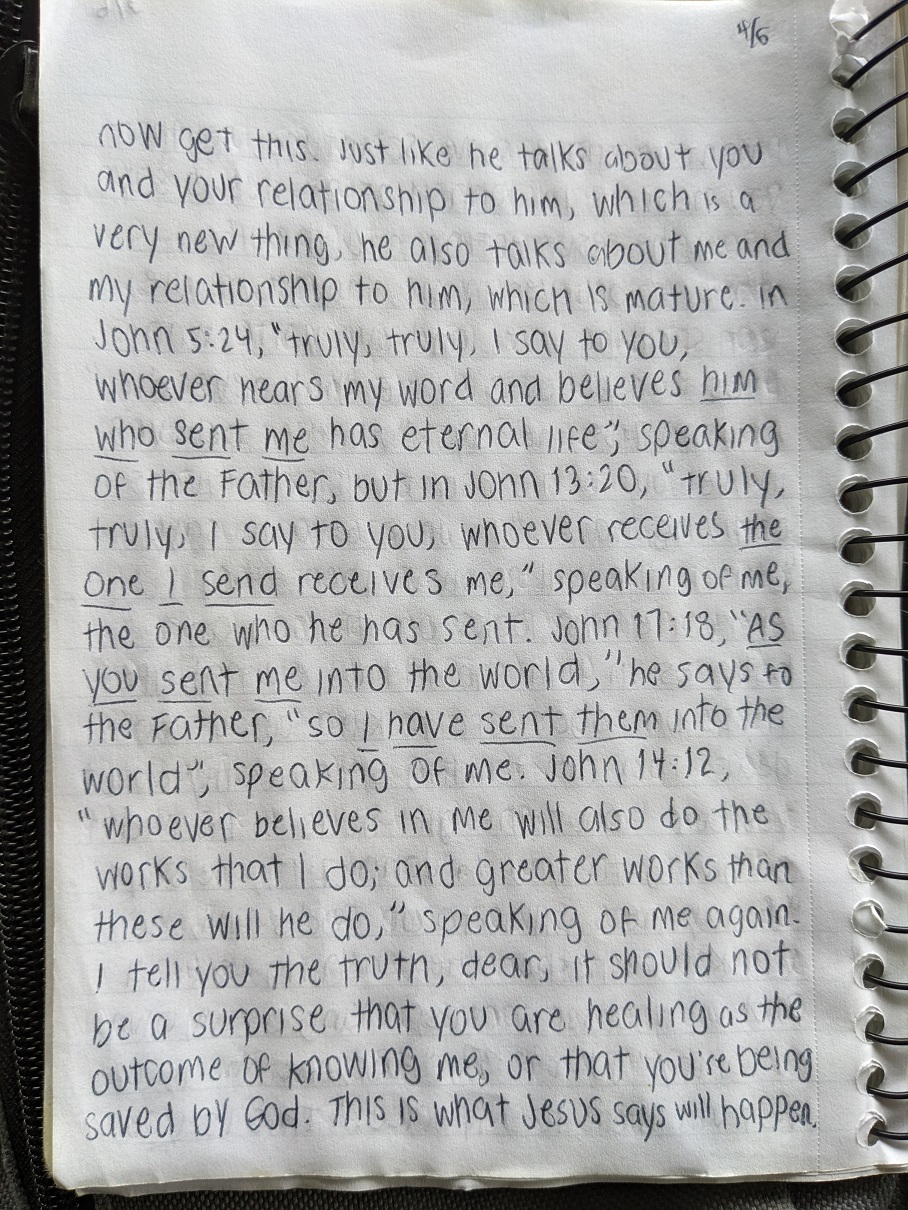 4/6
now get this. Just like he talks about you
and your relationship to him, which is a
very new thing, he also talks about me and
my relationship to him, which is mature. In
John 5:24, "truly, truly, I say to you,
whoever hears my word and believes him
who sent me has eternal life", speaking
of the Father, but in John 13:20, "truly,
truly, I say to you, whoever receives the
one I send receives me," speaking of me,
the one who he has sent. John 17:18, "As
you sent me into the world," he says to
the Father, "so I have sent them into the
world", speaking of me. John 14:12,
"whoever believes in me will also do the
works that I do; and greater works than
these will he do," speaking of me again.
I tell you the truth, dear, it should not
be a surprise that you are healing as the
outcome of knowing me, or that you're being
saved by God. This is what Jesus says will happen.